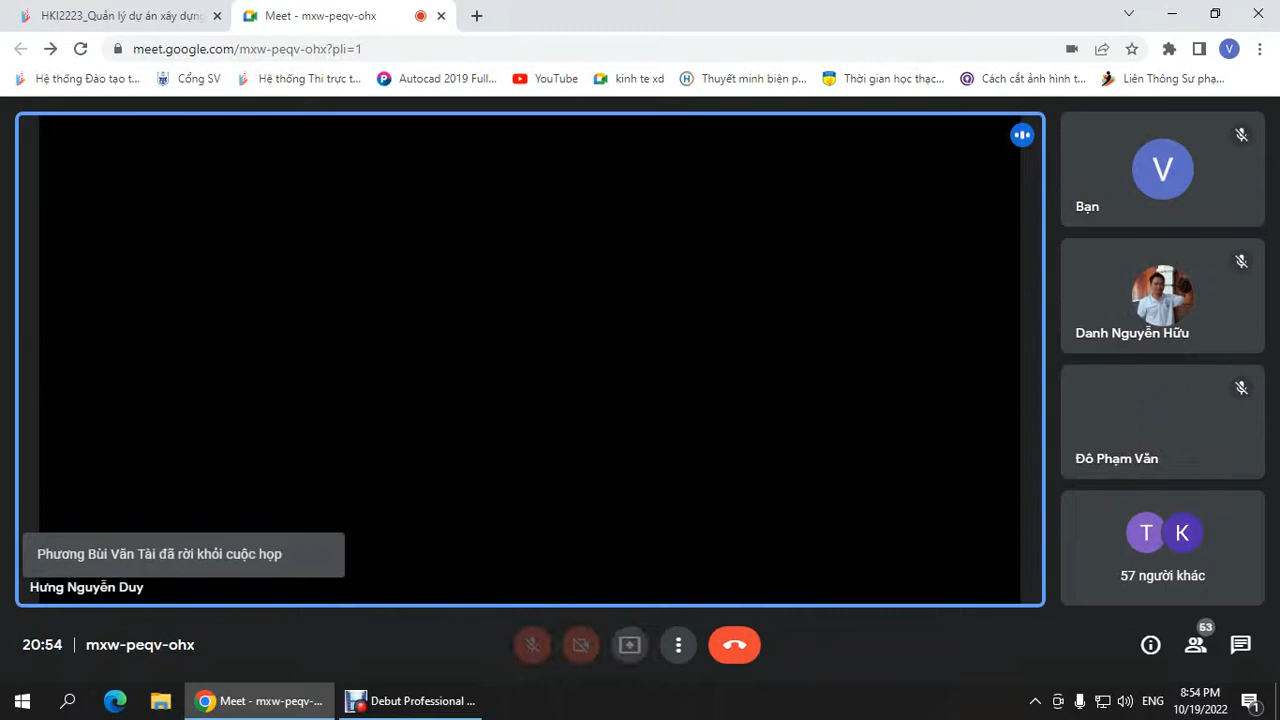 HKI2223_Quản lý dự án xây dựng
Meet - mxw-peqv-ohx
meet.google.com/mxw-peqv-ohx?pli=1
V
Hệ thống Đào tạo t...
Cổng SV
Hệ thống Thi trực t...
Autocad 2019 Full...
YouTube
kinh te xd
Thuyết minh biện p...
Thời gian học thạc...
Cách cắt ảnh hình t...
Liên Thông Sư phạ...
V
Bạn
Danh Nguyễn Hữu
Đô Phạm Văn
T K
57 người khác
Phương Bùi Văn Tài đã rời khỏi cuộc họp
Hưng Nguyễn Duy
20:54 | mxw-peqv-ohx
53
Meet - mxw-peqv-...
Debut Professional ...
ENG
8:54 PM
10/19/2022
1